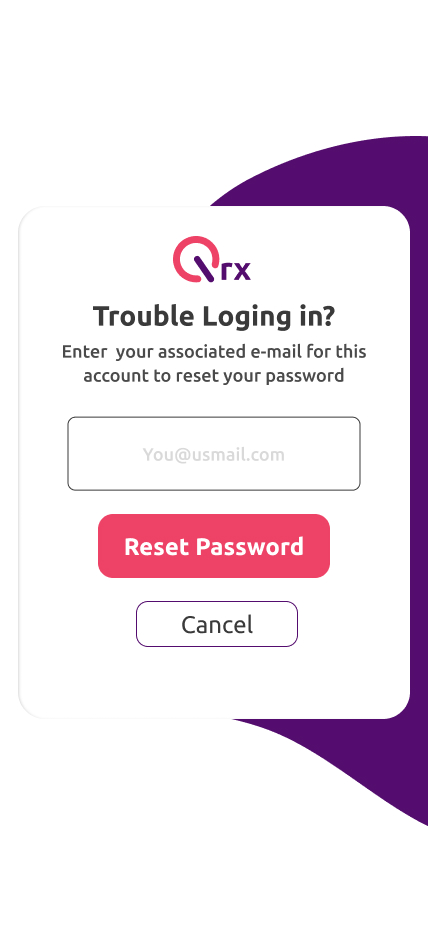 Qrx
Trouble Loging in?
Enter  your associated e-mail for this
account to reset your password
You@usmail.com
Reset Password
Cancel